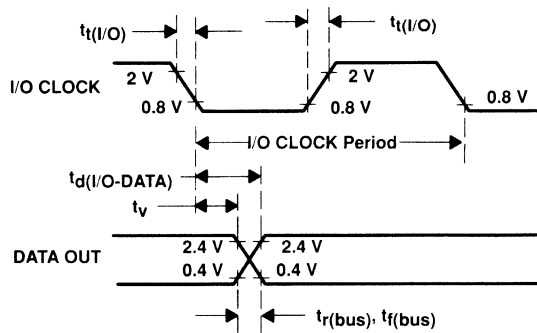 tt(I/O)
tt(I/O)
2 V
2 V
I/O CLOCK
0.8 V
0.8 V
0.8 V
I/O CLOCK Period
td(I/O-DATA)
tv
2.4 V
2.4 V
DATA OUT
0.4 V
0.4 V
tr(bus), tf(bus)